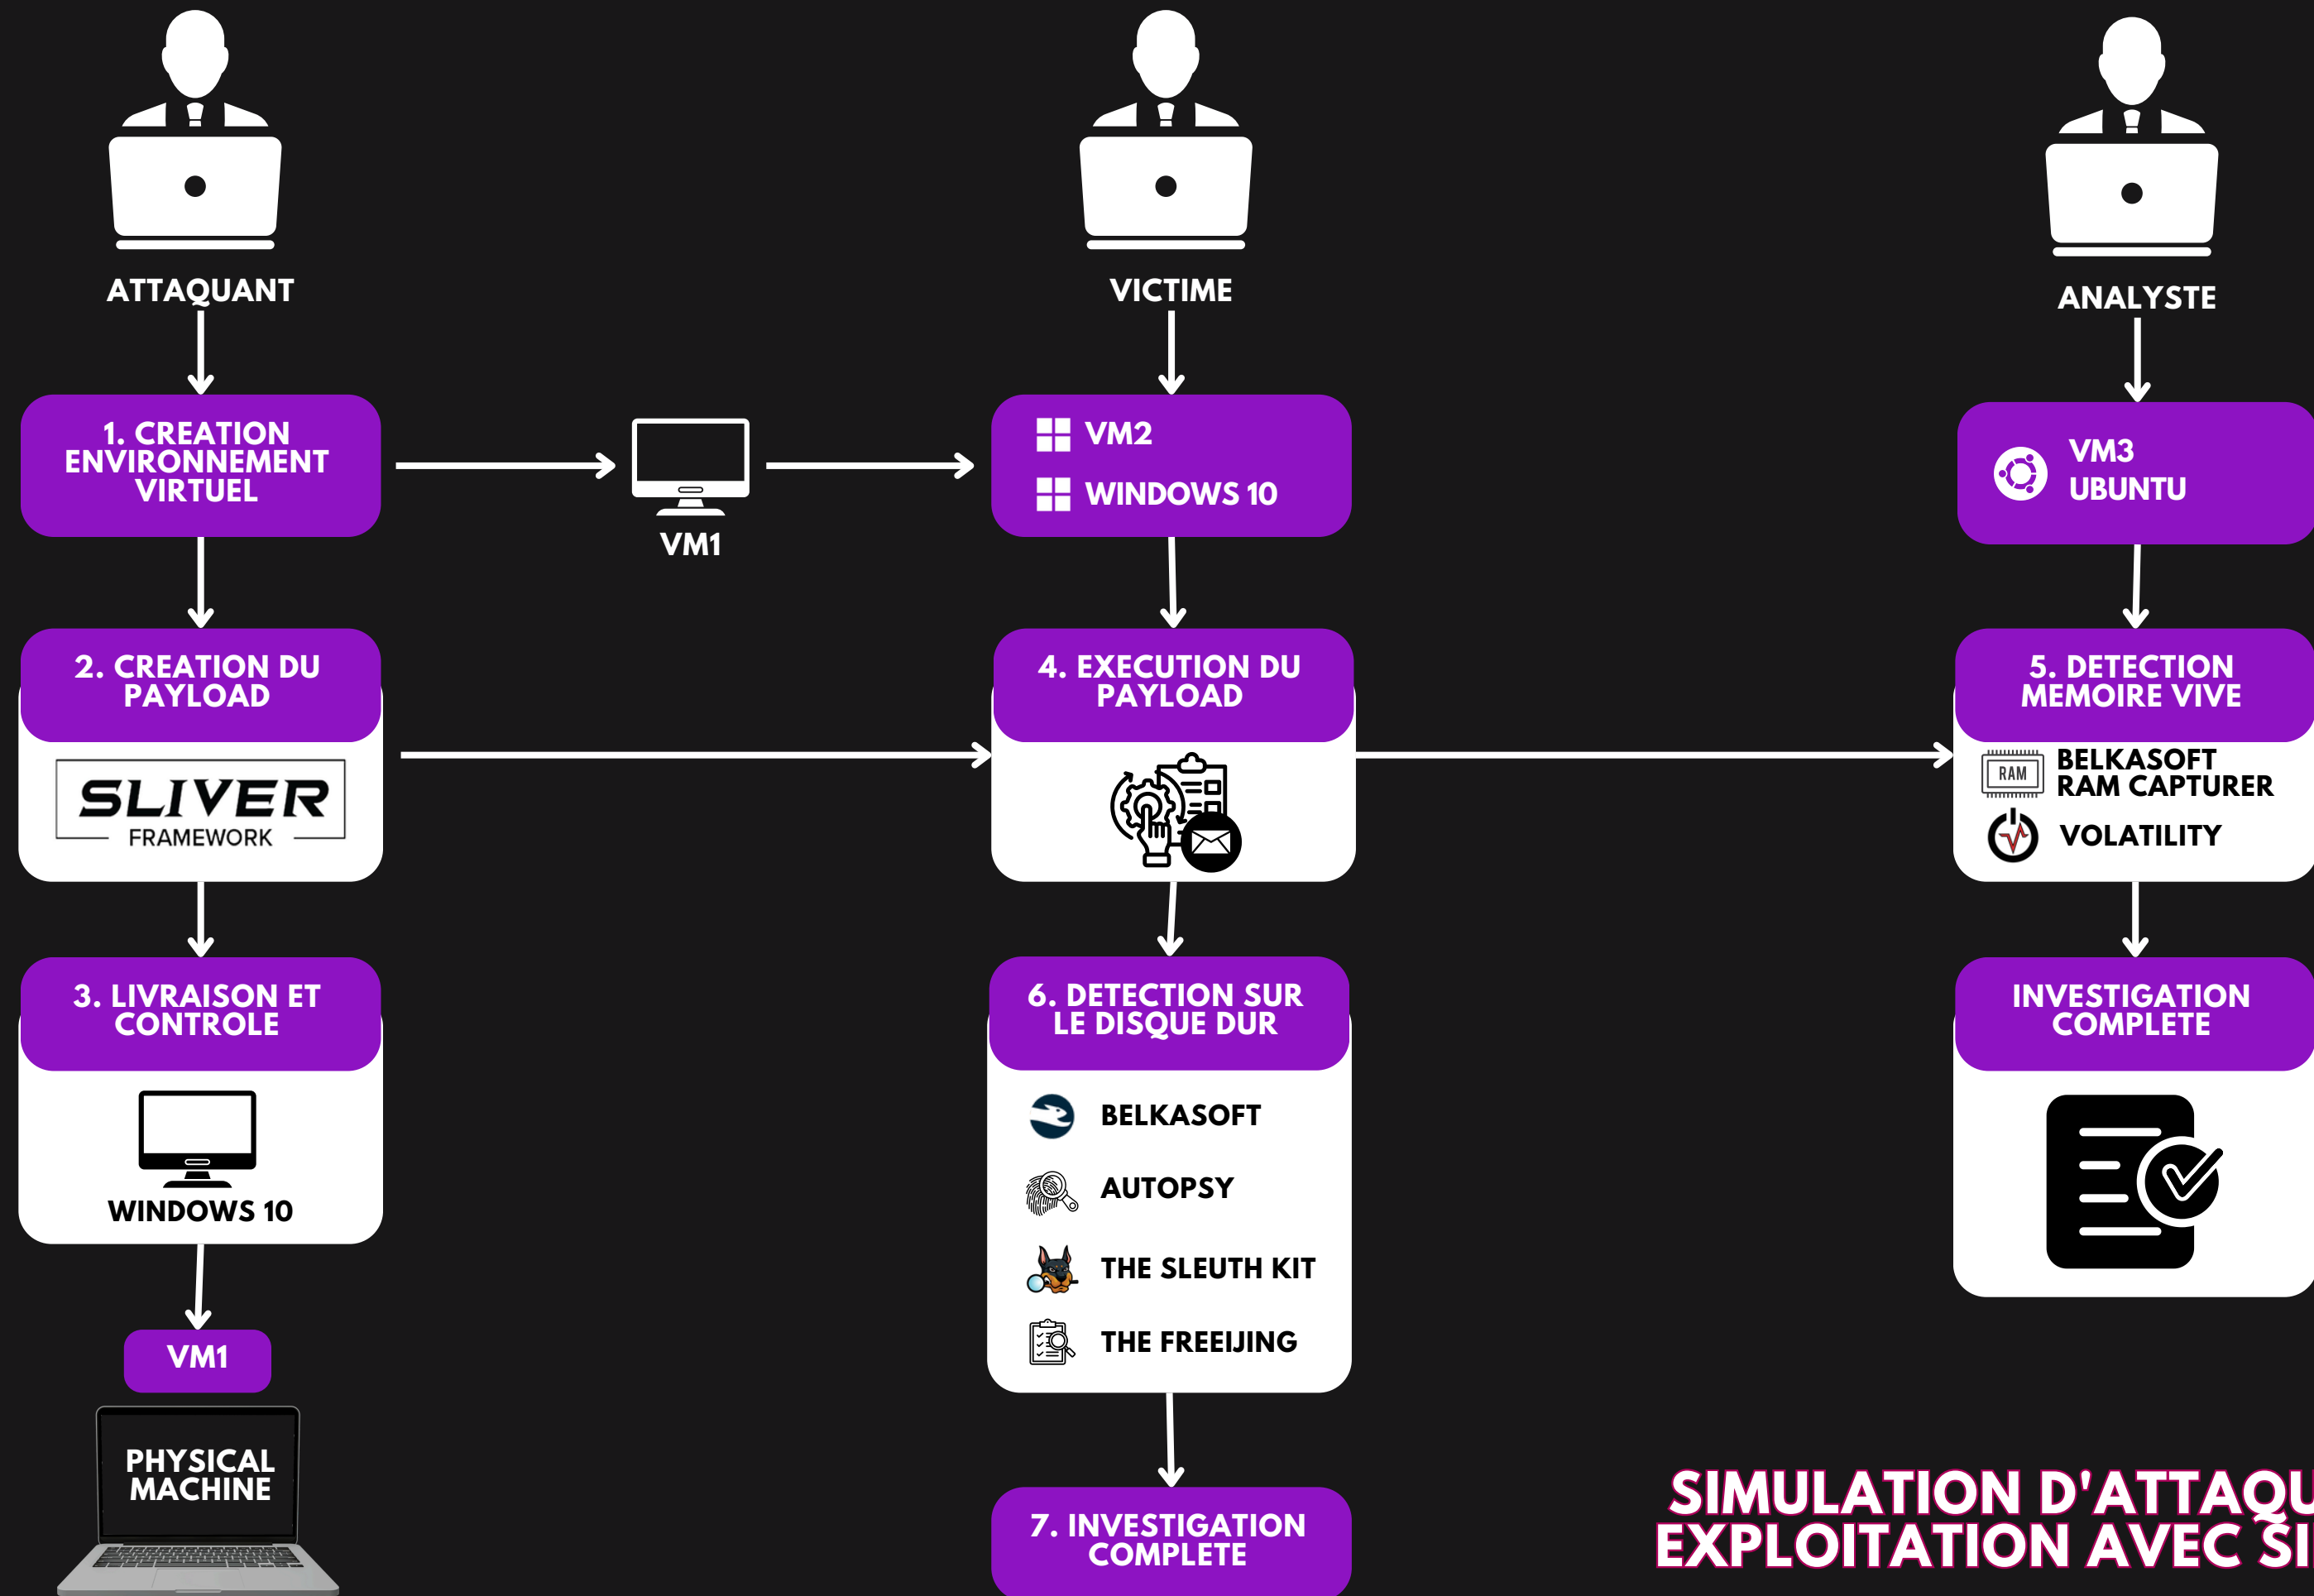 ATTAQUANT
VICTIME
ANALYSTE
1. CREATION
ENVIRONNEMENT
VIRTUEL
VM1
VM2
WINDOWS 10
VM3
UBUNTU
2. CREATION DU
PAYLOAD
SLIVER
FRAMEWORK
4. EXECUTION DU
PAYLOAD
5. DETECTION
MEMOIRE VIVE
RAM
BELKASOFT
RAM CAPTURER
VOLATILITY
3. LIVRAISON ET
CONTROLE
WINDOWS 10
6. DETECTION SUR
LE DISQUE DUR
BELKASOFT
AUTOPSY
THE SLEUTH KIT
THE FREEIJING
INVESTIGATION
COMPLETE
VM1
PHYSICAL
MACHINE
7. INVESTIGATION
COMPLETE
SIMULATION D'ATTAQU
EXPLOITATION AVEC